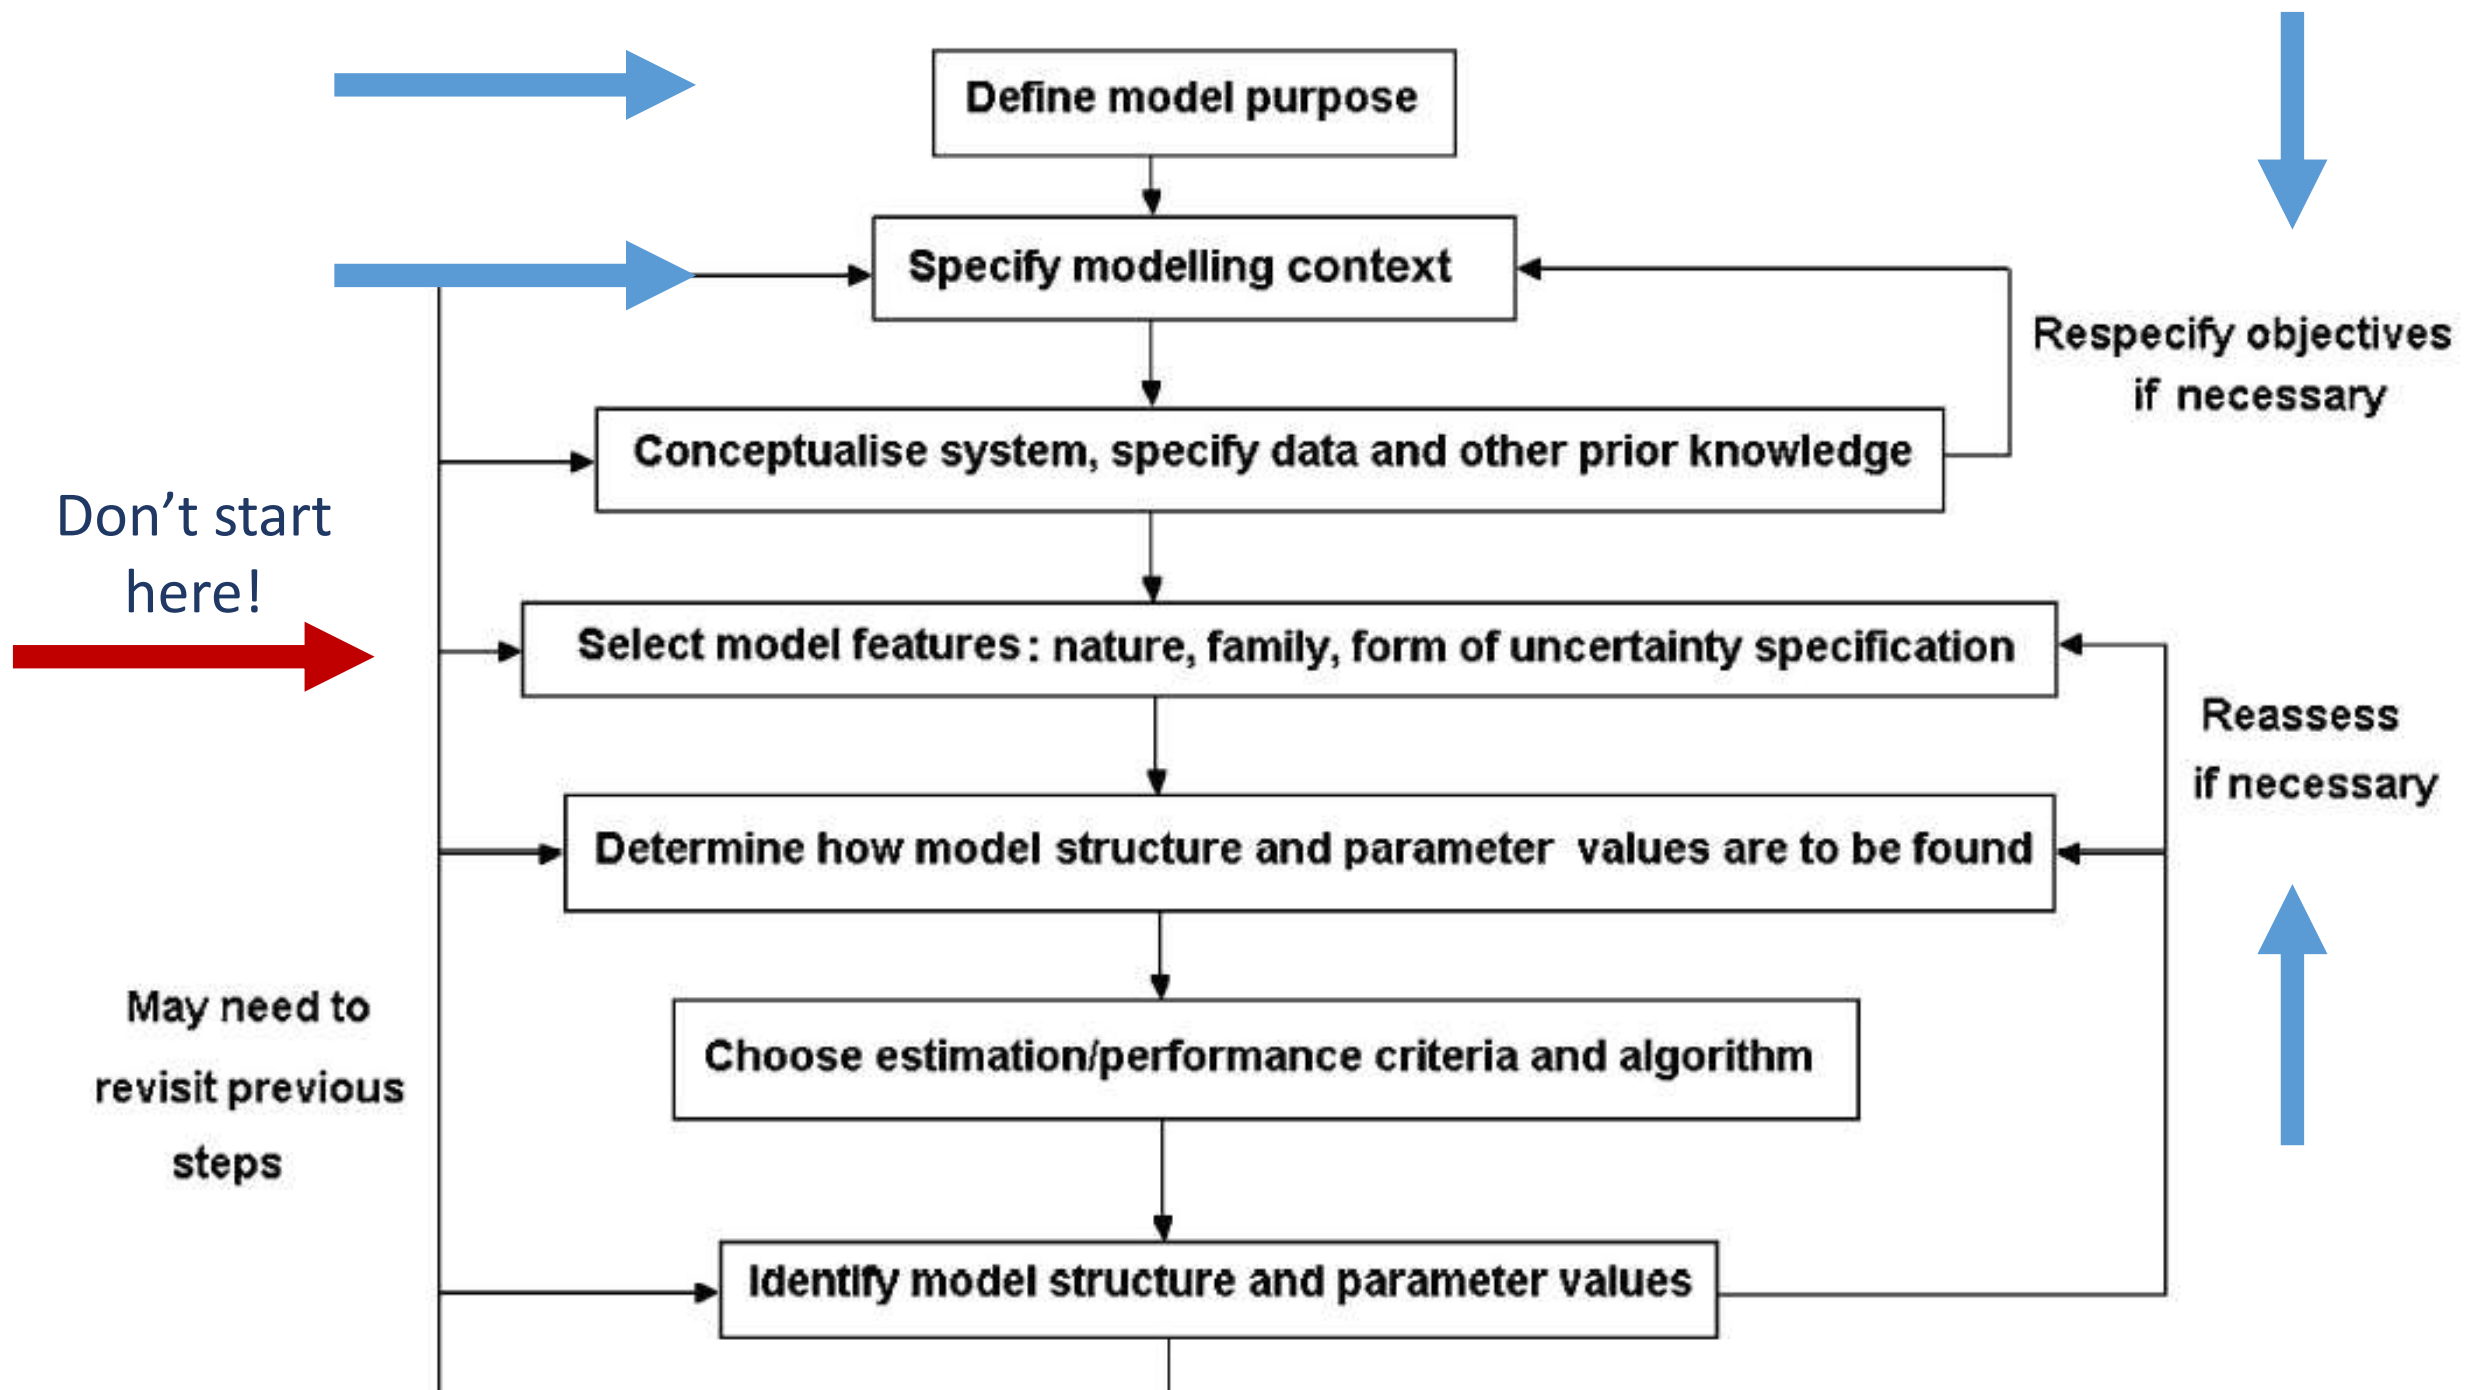 Define model purpose
Specify modelling context
Respecify objectives
if necessary
Conceptualise system, specify data and other prior knowledge
Don’t start
here!
Select model features: nature, family, form of uncertainty specification
Reassess
if necessary
Determine how model structure and parameter values are to be found
May need to
revisit previous
steps
Choose estimation/performance criteria and algorithm
Identify model structure and parameter values